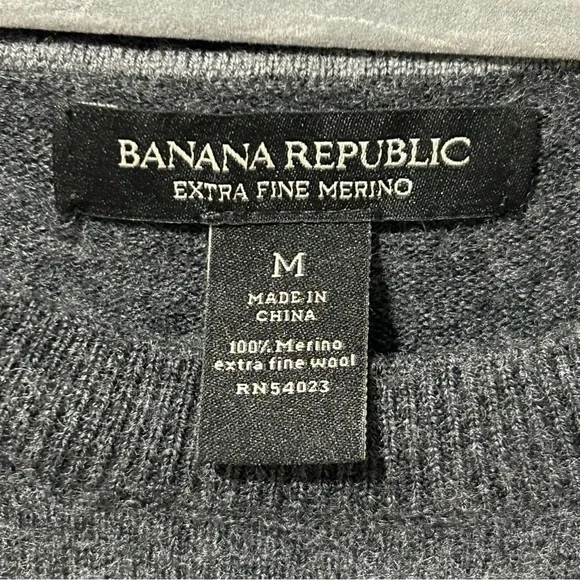 BANANA REPUBLIC
EXTRA FINE MERINO
M
MADE IN
CHINA
100% Merino
extra fine wool
RN54023